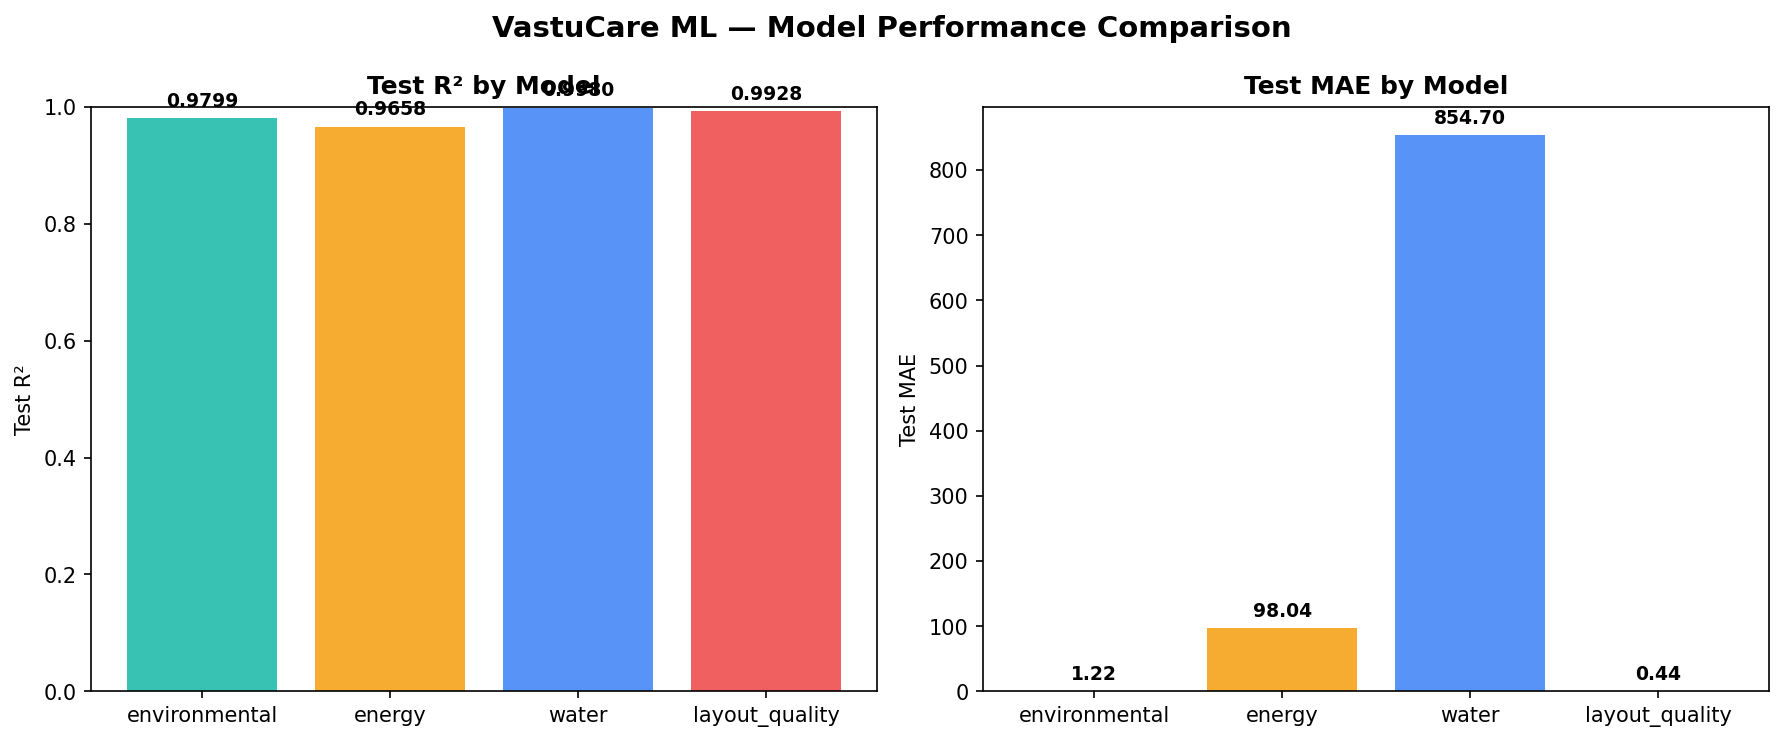 VastuCare ML — Model Performance Comparison
Test R² by Model
0.9799
0.9658
0.9980
0.9928
1.0
0.8
0.6
0.4
0.2
0.0
Test R²
environmental
energy
water
layout_quality
Test MAE by Model
854.70
98.04
1.22
0.44
800
700
600
500
400
300
200
100
0
Test MAE
environmental
energy
water
layout_quality